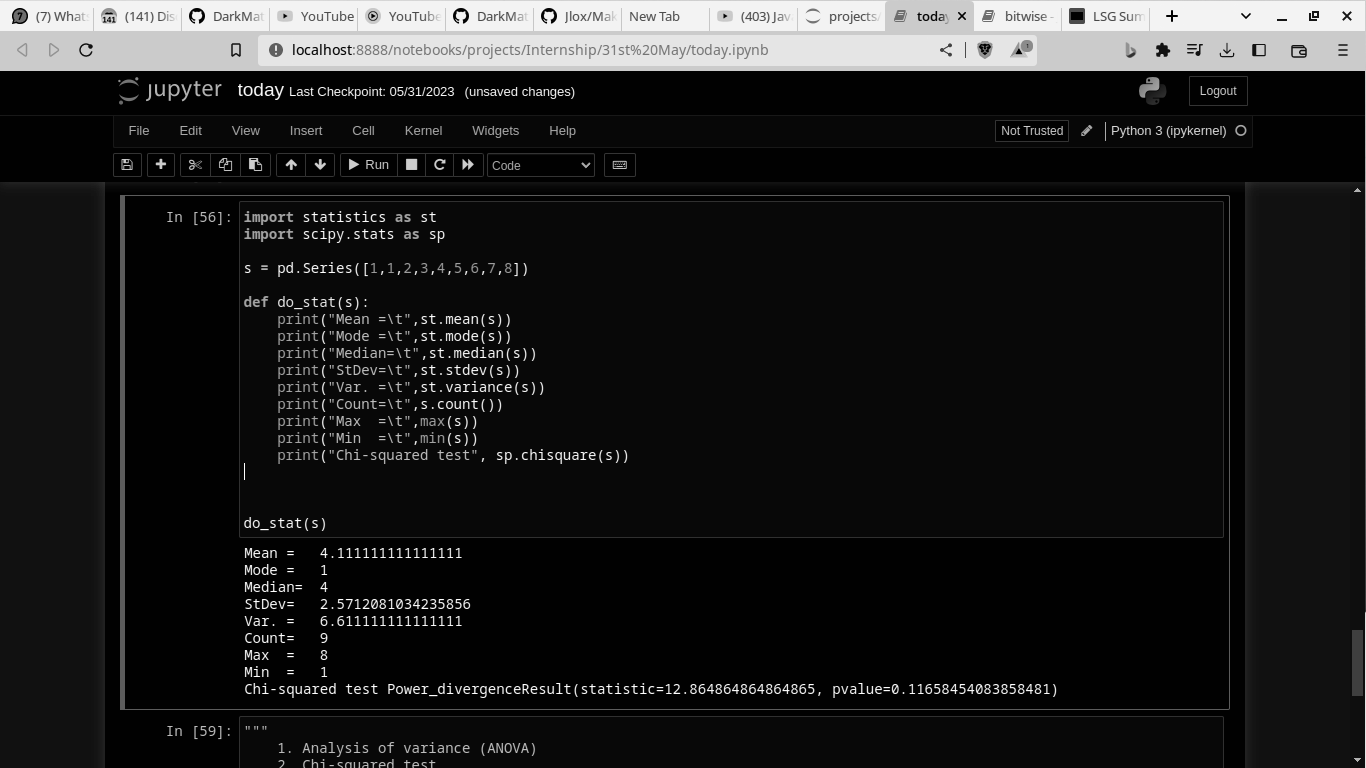 (7) What
(141) Dis
DarkMat
YouTube
YouTube
DarkMat
Jlox/Mak
New Tab
(403) Jav
projects/
today
bitwise -
LSG Sum
localhost:8888/notebooks/projects/Internship/31st%20May/today.ipynb
1
jupyter today Last Checkpoint: 05/31/2023 (unsaved changes)
Logout
File Edit View Insert Cell Kernel Widgets Help
Not Trusted
Python 3 (ipykernel)
Run
Code
In [56]:
import statistics as st
import scipy.stats as sp
s = pd.Series([1,1,2,3,4,5,6,7,8])
def do_stat(s):
    print("Mean =\t",st.mean(s))
    print("Mode =\t",st.mode(s))
    print("Median=\t",st.median(s))
    print("StDev=\t",st.stdev(s))
    print("Var. =\t",st.variance(s))
    print("Count=\t",s.count())
    print("Max  =\t",max(s))
    print("Min  =\t",min(s))
    print("Chi-squared test", sp.chisquare(s))
do_stat(s)
Mean =   4.111111111111111
Mode =   1
Median=  4
StDev=   2.5712081034235856
Var. =   6.611111111111111
Count=   9
Max  =   8
Min  =   1
Chi-squared test Power_divergenceResult(statistic=12.864864864864865, pvalue=0.11658454083858481)
In [59]:
"""
    1. Analysis of variance (ANOVA)
    2. Chi-squared test